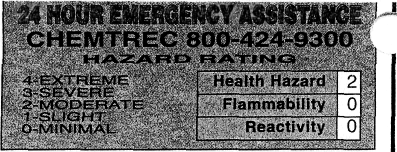 24 HOUR EMERGENCY ASSISTANCE
CHEMTREC 800-424-9300
HAZARD RATING
4-EXTREME
3-SEVERE
2-MODERATE
1-SLIGHT
0-MINIMAL
Health Hazard 2
Flammability 0
Reactivity 0